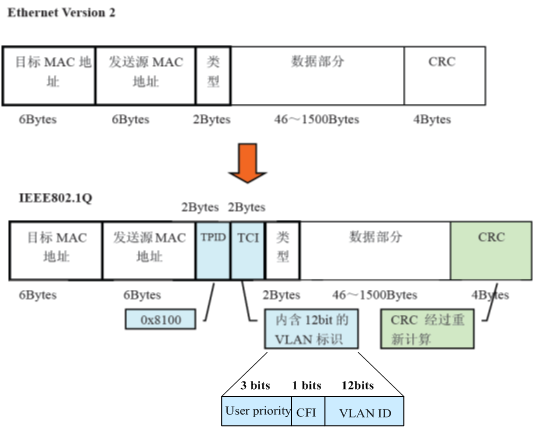 Ethernet Version 2
目标 MAC 地
址
发送源 MAC
地址
类
型
数据部分
CRC
6Bytes
6Bytes
2Bytes
46～1500Bytes
4Bytes
IEEE802.1Q
2Bytes
2Bytes
目标 MAC
地址
发送源 MAC
地址
TPID
TCI
类
型
数据部分
CRC
6Bytes
6Bytes
2Bytes
46～1500Bytes
4Bytes
0x8100
内含 12bit 的
VLAN 标识
CRC 经过重
新计算
3 bits
1 bits
12bits
User priority
CFI
VLAN ID